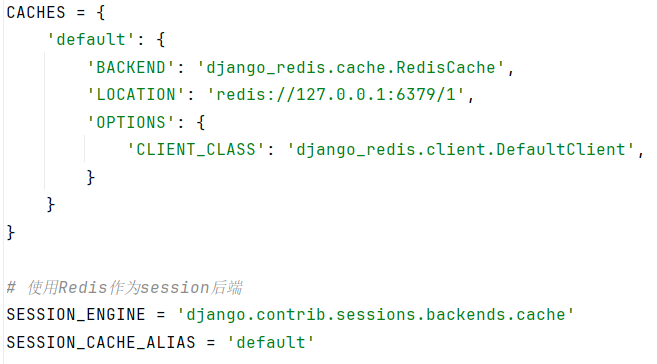 CACHES = {
    'default': {
        'BACKEND': 'django_redis.cache.RedisCache',
        'LOCATION': 'redis://127.0.0.1:6379/1',
        'OPTIONS': {
            'CLIENT_CLASS': 'django_redis.client.DefaultClient',
        }
    }
}

# 使用Redis作为session后端
SESSION_ENGINE = 'django.contrib.sessions.backends.cache'
SESSION_CACHE_ALIAS = 'default'